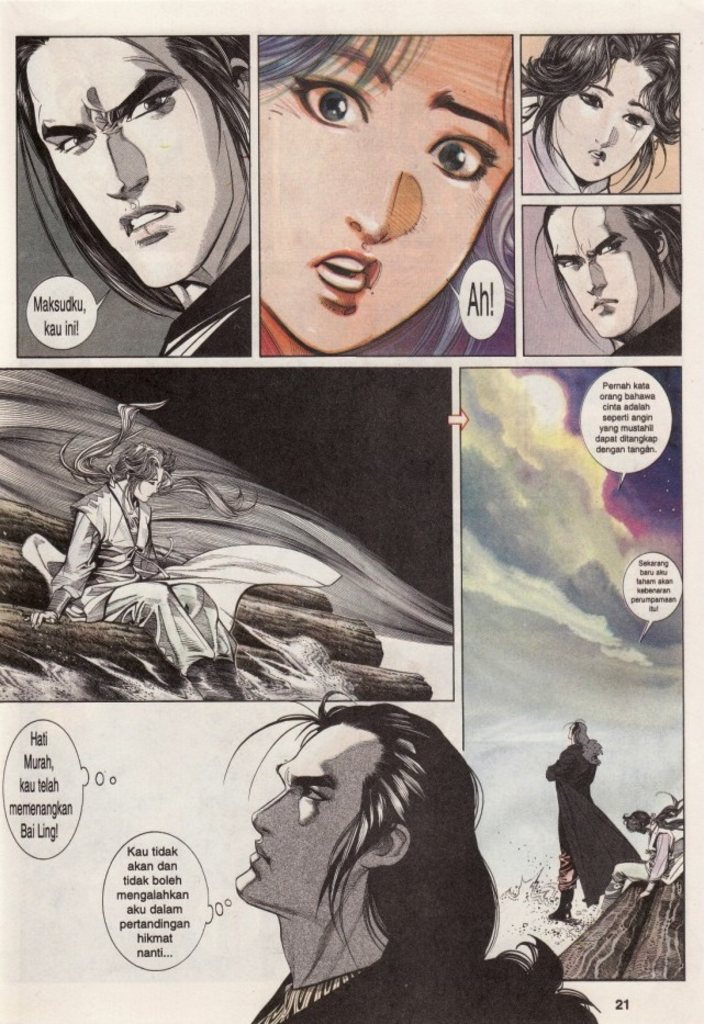 Maksudku,
kau ini!
Ah!
Pernah kata
orang bahawa
cinta adalah
seperti angin
yang mustahil
dapat ditangkap
dengan tangan.
Sekarang
baru aku
faham akan
kebenaran
perumpamaan
itu!
Hati
Murah,
kau telah
memenangkan
Bai Ling!
Kau tidak
akan dan
tidak boleh
mengalahkan
aku dalam
pertandingan
hikmat
nanti...
21